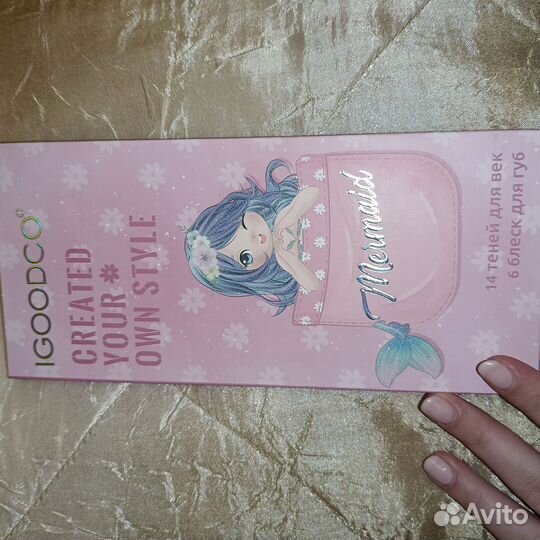 IGOODCO
CREATED
YOUR
OWN STYLE
Mermaid
14 теней для век
6 блеск для губ
Avito